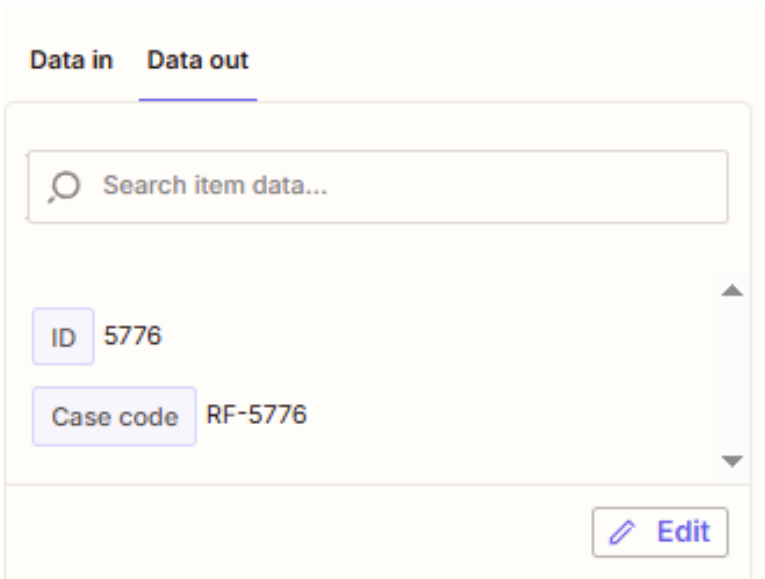 Data in Data out
Search item data...
ID 5776
Case code RF-5776
Edit